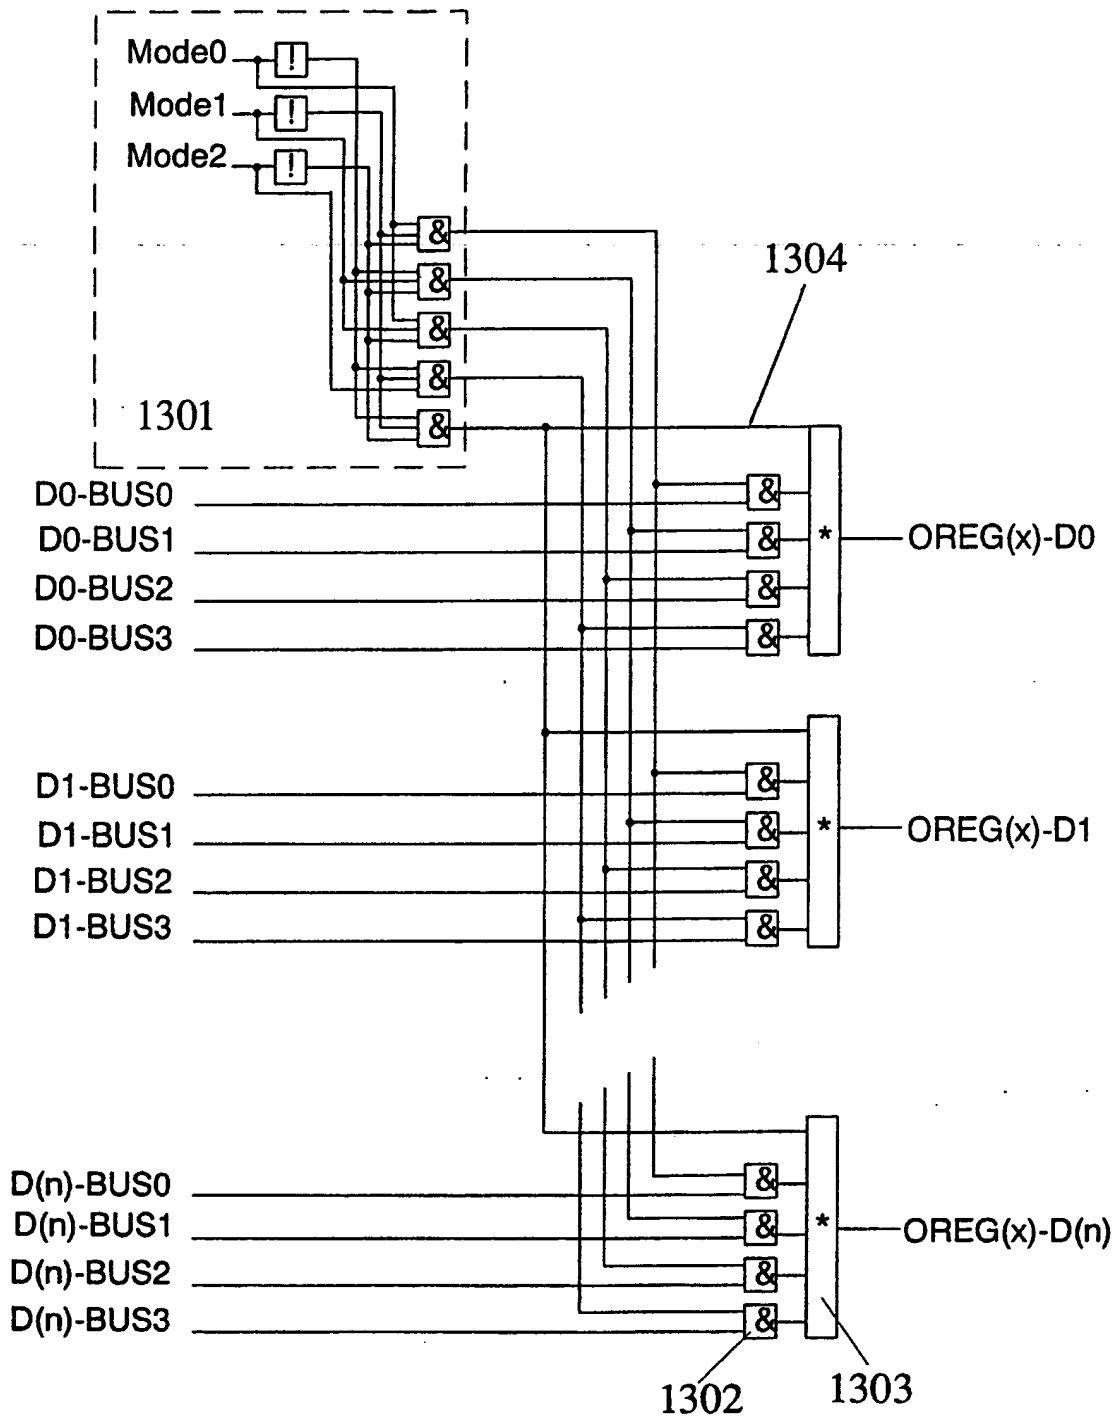 Mode0 !
Mode1 !
Mode2 !
&
&
1304
&
&
1301
&
D0-BUS0 &
D0-BUS1 & * OREG(x)-D0
D0-BUS2 &
D0-BUS3 &
D1-BUS0 &
D1-BUS1 & * OREG(x)-D1
D1-BUS2 &
D1-BUS3 &
D(n)-BUS0 &
D(n)-BUS1 & * OREG(x)-D(n)
D(n)-BUS2 &
D(n)-BUS3 &
1302
1303